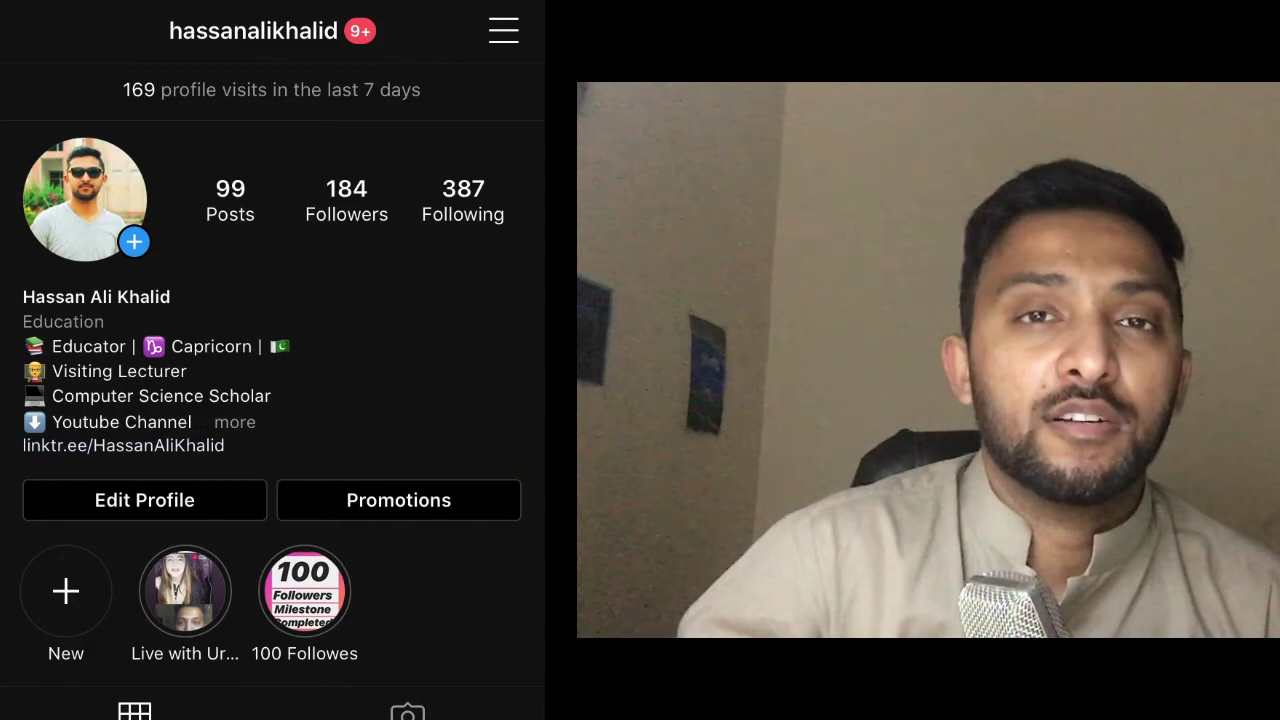 hassanalikhalid 9+
169 profile visits in the last 7 days
99 184 387
Posts Followers Following
Hassan Ali Khalid
Education
Educator | Capricorn |
Visiting Lecturer
Computer Science Scholar
Youtube Channel ... more
linktr.ee/HassanAliKhalid
Edit Profile Promotions
100
Followers
Milestone
Completed
New Live with Ur... 100 Followes